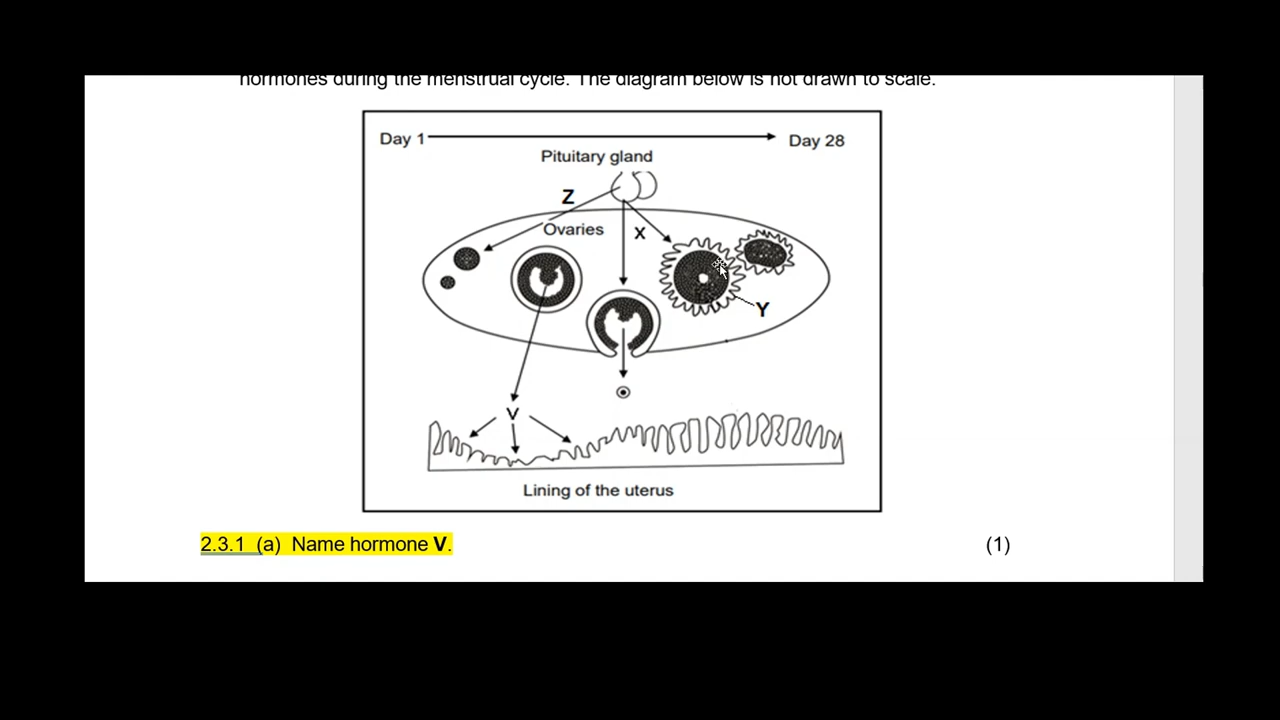 hormones during the menstrual cycle. The diagram below is not drawn to scale.
Day 1
Day 28
Pituitary gland
Z
Ovaries
X
Y
V
Lining of the uterus
2.3.1 (a) Name hormone V. (1)